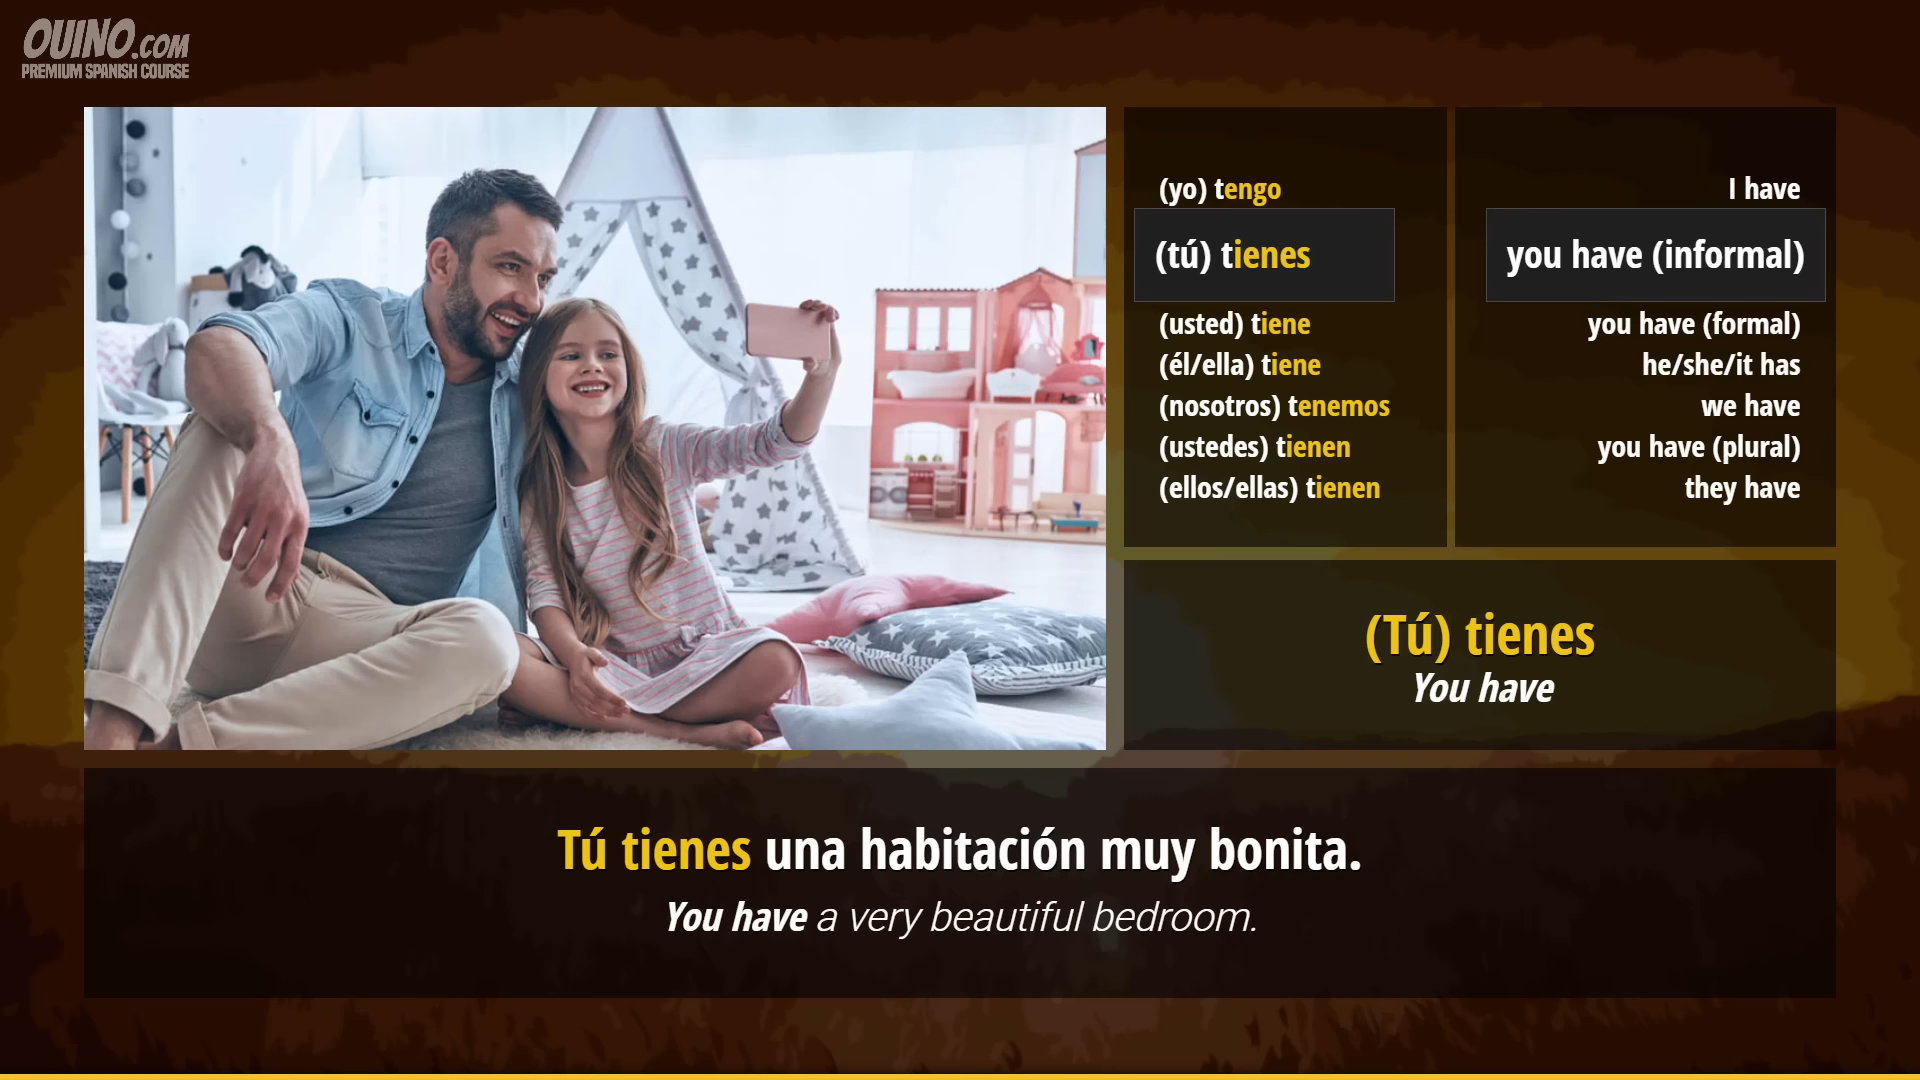 OUINO.COM
PREMIUM SPANISH COURSE
(yo) tengo
(tú) tienes
(usted) tiene
(él/ella) tiene
(nosotros) tenemos
(ustedes) tienen
(ellos/ellas) tienen
I have
you have (informal)
you have (formal)
he/she/it has
we have
you have (plural)
they have
(Tú) tienes
You have
Tú tienes una habitación muy bonita.
You have a very beautiful bedroom.